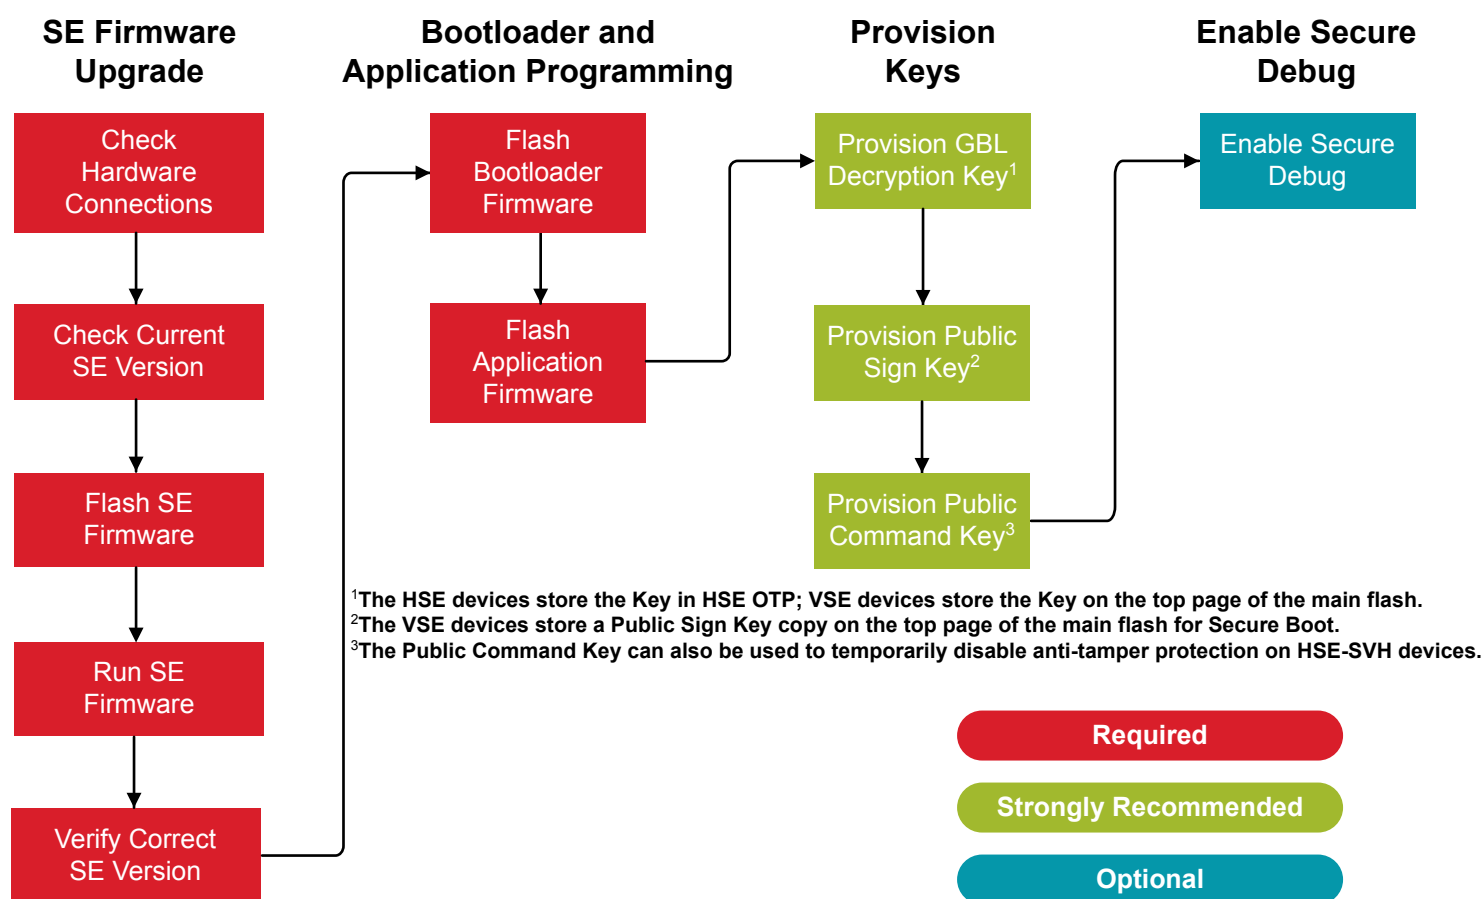 SE Firmware
Upgrade
Check
Hardware
Connections
Check Current
SE Version
Flash SE
Firmware
Run SE
Firmware
Verify Correct
SE Version
Bootloader and
Application Programming
Flash
Bootloader
Firmware
Flash
Application
Firmware
Provision
Keys
Provision GBL
Decryption Key¹
Provision Public
Sign Key²
Provision Public
Command Key³
Enable Secure
Debug
Enable Secure
Debug
¹The HSE devices store the Key in HSE OTP; VSE devices store the Key on the top page of the main flash.
²The VSE devices store a Public Sign Key copy on the top page of the main flash for Secure Boot.
³The Public Command Key can also be used to temporarily disable anti-tamper protection on HSE-SVH devices.
Required
Strongly Recommended
Optional